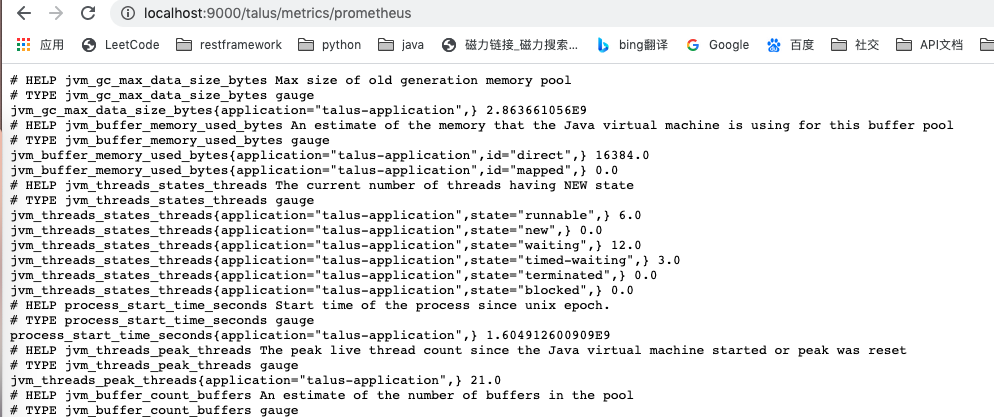 localhost:9000/talus/metrics/prometheus
应用 LeetCode restframework python java 磁力链接_磁力搜索... bing翻译 Google 百度 社交 API文档
# HELP jvm_gc_max_data_size_bytes Max size of old generation memory pool
# TYPE jvm_gc_max_data_size_bytes gauge
jvm_gc_max_data_size_bytes{application="talus-application",} 2.863661056E9
# HELP jvm_buffer_memory_used_bytes An estimate of the memory that the Java virtual machine is using for this buffer pool
# TYPE jvm_buffer_memory_used_bytes gauge
jvm_buffer_memory_used_bytes{application="talus-application",id="direct",} 16384.0
jvm_buffer_memory_used_bytes{application="talus-application",id="mapped",} 0.0
# HELP jvm_threads_states_threads The current number of threads having NEW state
# TYPE jvm_threads_states_threads gauge
jvm_threads_states_threads{application="talus-application",state="runnable",} 6.0
jvm_threads_states_threads{application="talus-application",state="new",} 0.0
jvm_threads_states_threads{application="talus-application",state="waiting",} 12.0
jvm_threads_states_threads{application="talus-application",state="timed-waiting",} 3.0
jvm_threads_states_threads{application="talus-application",state="terminated",} 0.0
jvm_threads_states_threads{application="talus-application",state="blocked",} 0.0
# HELP process_start_time_seconds Start time of the process since unix epoch.
# TYPE process_start_time_seconds gauge
process_start_time_seconds{application="talus-application",} 1.604912600909E9
# HELP jvm_threads_peak_threads The peak live thread count since the Java virtual machine started or peak was reset
# TYPE jvm_threads_peak_threads gauge
jvm_threads_peak_threads{application="talus-application",} 21.0
# HELP jvm_buffer_count_buffers An estimate of the number of buffers in the pool
# TYPE jvm_buffer_count_buffers gauge